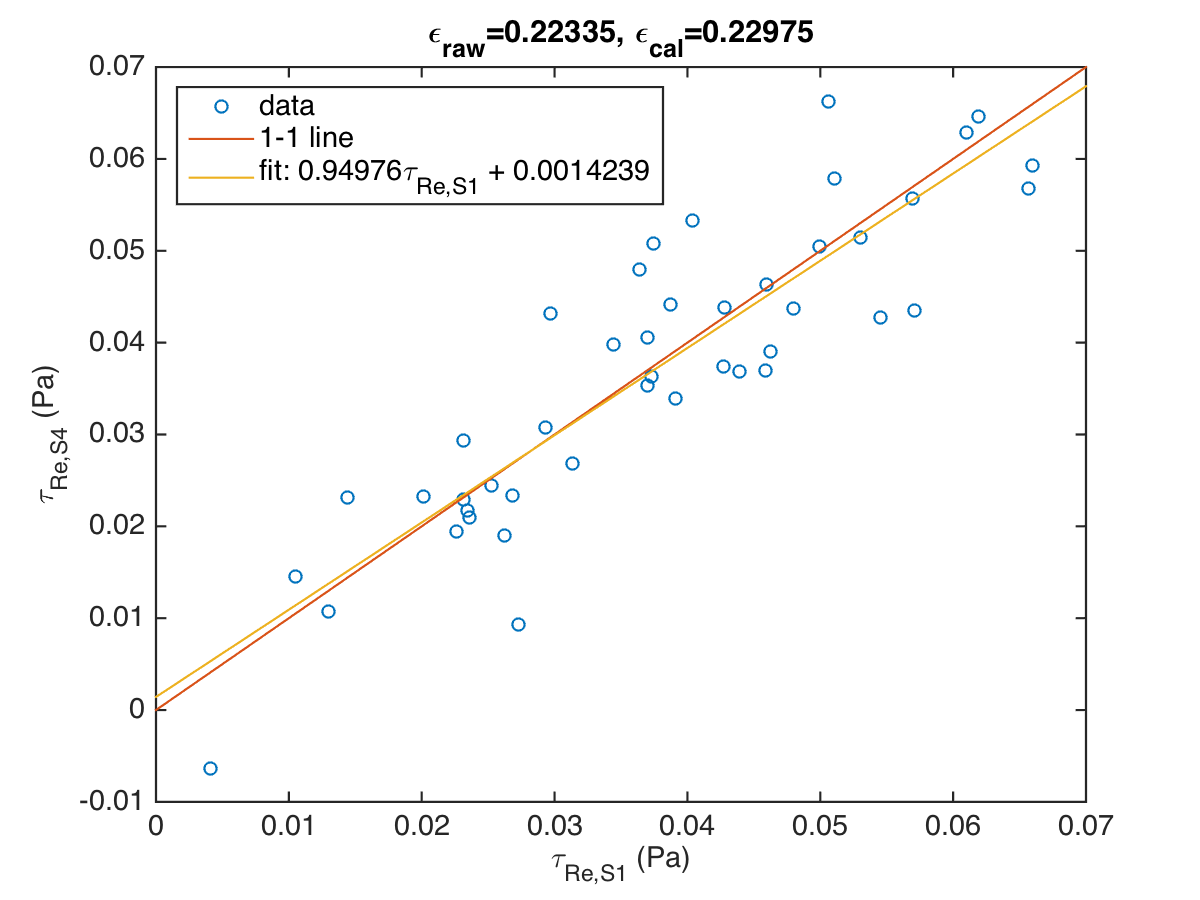 ϵraw=0.22335, ϵcal=0.22975
0.07
0.06
0.05
0.04
0.03
0.02
0.01
0
-0.01
τRe,S4 (Pa)
data
1-1 line
fit: 0.94976τRe,S1 + 0.0014239
0 0.01 0.02 0.03 0.04 0.05 0.06 0.07
τRe,S1 (Pa)